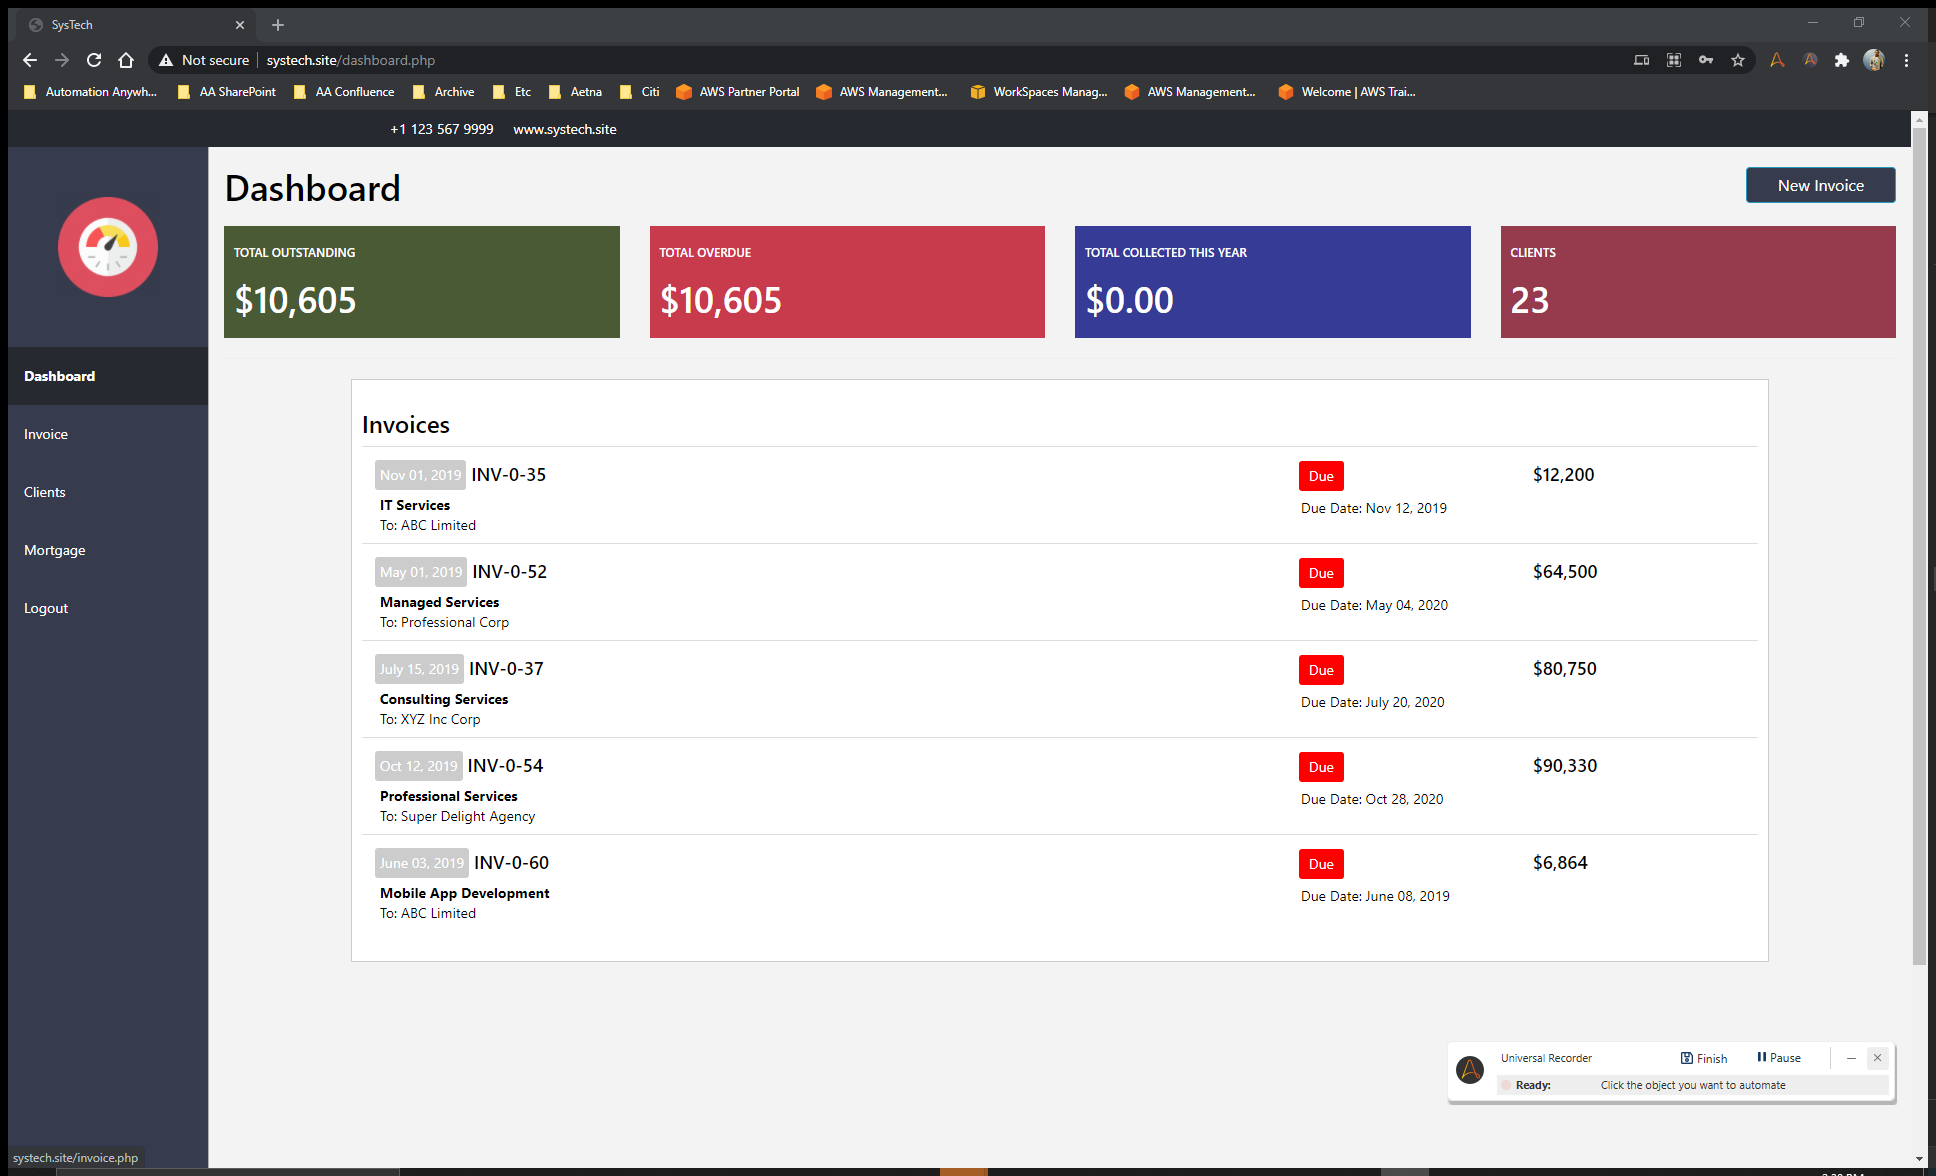 SysTech
Not secure
systech.site/dashboard.php
Automation Anywh...
AA SharePoint
AA Confluence
Archive
Etc
Aetna
Citi
AWS Partner Portal
AWS Management...
WorkSpaces Manag...
AWS Management...
Welcome | AWS Trai...
+1 123 567 9999
www.systech.site
Dashboard
Invoice
Clients
Mortgage
Logout
Dashboard
New Invoice
TOTAL OUTSTANDING
$10,605
TOTAL OVERDUE
$10,605
TOTAL COLLECTED THIS YEAR
$0.00
CLIENTS
23
Invoices
Nov 01, 2019 INV-0-35
IT Services
To: ABC Limited
Due
Due Date: Nov 12, 2019
$12,200
May 01, 2019 INV-0-52
Managed Services
To: Professional Corp
Due
Due Date: May 04, 2020
$64,500
July 15, 2019 INV-0-37
Consulting Services
To: XYZ Inc Corp
Due
Due Date: July 20, 2020
$80,750
Oct 12, 2019 INV-0-54
Professional Services
To: Super Delight Agency
Due
Due Date: Oct 28, 2020
$90,330
June 03, 2019 INV-0-60
Mobile App Development
To: ABC Limited
Due
Due Date: June 08, 2019
$6,864
Universal Recorder
Finish
Pause
Ready:
Click the object you want to automate
systech.site/invoice.php